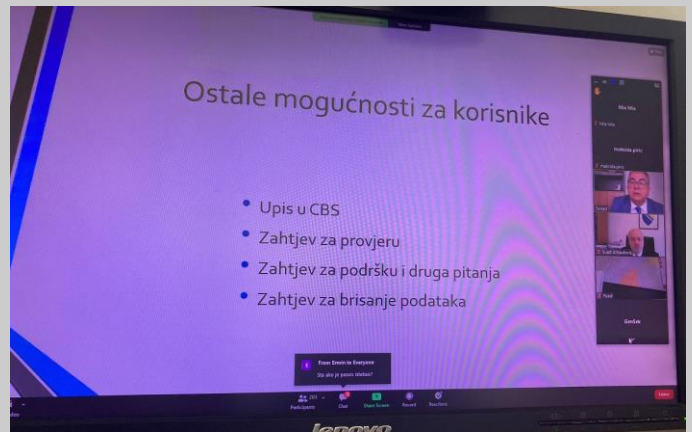 Ostale mogućnosti za korisnike
• Upis u CBS
• Zahtjev za provjeru
• Zahtjev za podršku i druga pitanja
• Zahtjev za brisanje podataka
From Ermin to Everyone
Participants
Chat
Share Screen
Record
Reactions
Leave
lenovo